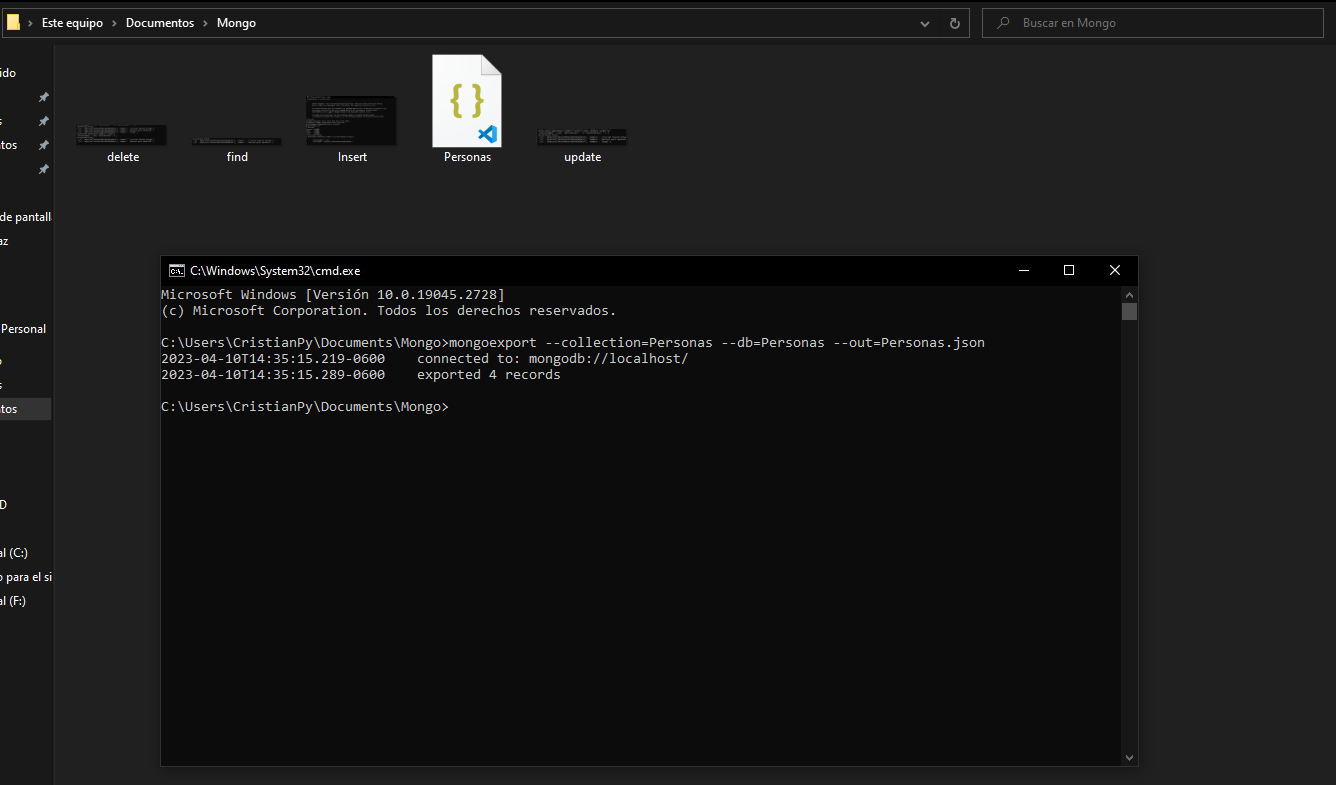 Este equipo > Documentos > Mongo
Buscar en Mongo
ido
s
tos
de pantall
az
Personal
o
s
tos
D
al (C:)
o para el si
al (F:)
delete
find
Insert
Personas
update
C:\Windows\System32\cmd.exe
Microsoft Windows [Versión 10.0.19045.2728]
(c) Microsoft Corporation. Todos los derechos reservados.
C:\Users\CristianPy\Documents\Mongo>mongoexport --collection=Personas --db=Personas --out=Personas.json
2023-04-10T14:35:15.219-0600    connected to: mongodb://localhost/
2023-04-10T14:35:15.289-0600    exported 4 records
C:\Users\CristianPy\Documents\Mongo>